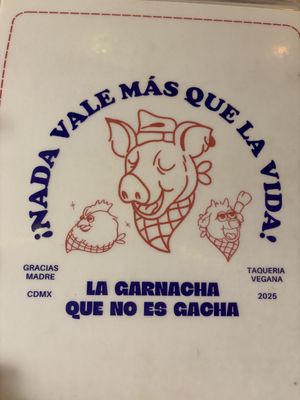 ¡NADA VALE MÁS QUE LA VIDA!
GRACIAS
MADRE
CDMX
TAQUERIA
VEGANA
2025
LA GARNACHA
QUE NO ES GACHA